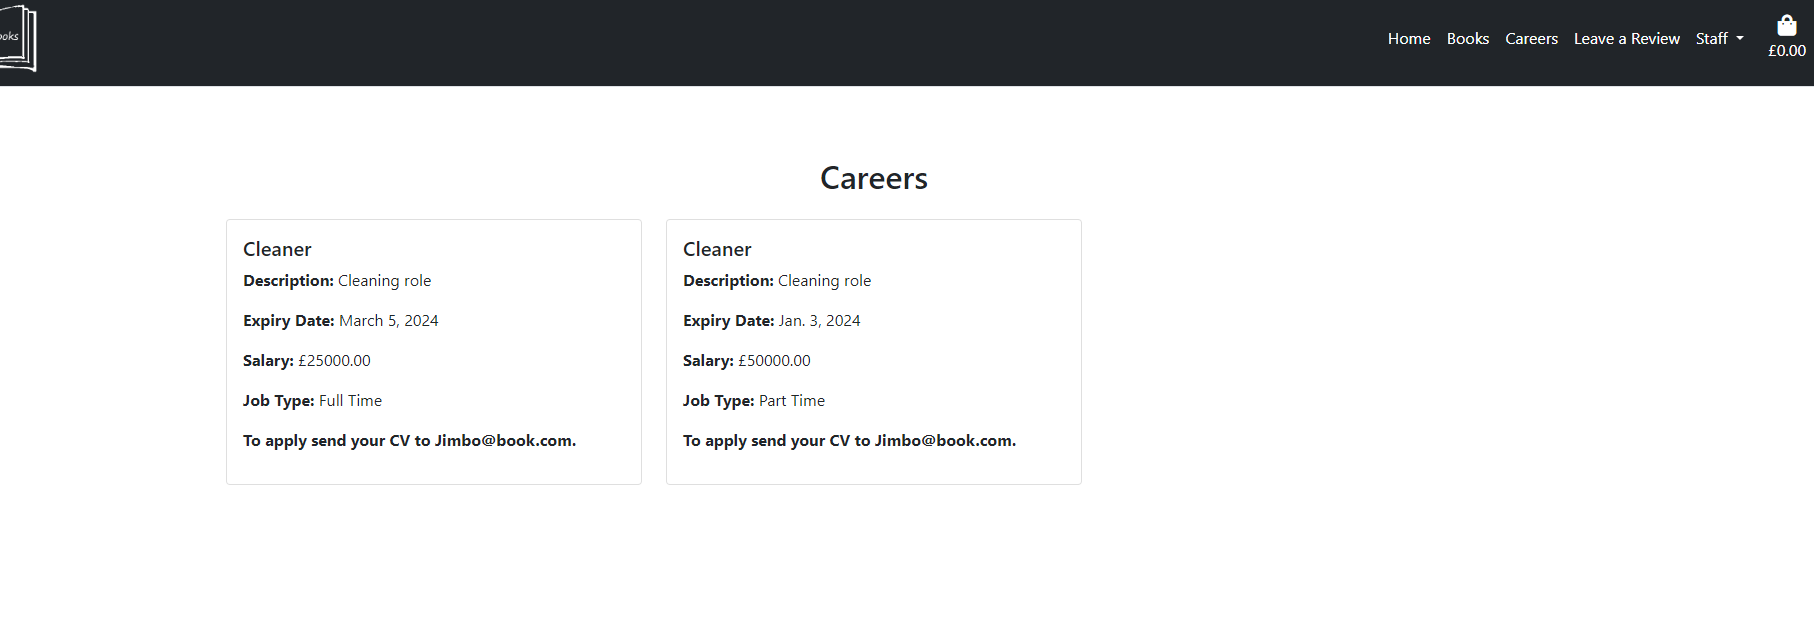 Home Books Careers Leave a Review Staff
£0.00
Careers
Cleaner
Description: Cleaning role
Expiry Date: March 5, 2024
Salary: £25000.00
Job Type: Full Time
To apply send your CV to Jimbo@book.com.
Cleaner
Description: Cleaning role
Expiry Date: Jan. 3, 2024
Salary: £50000.00
Job Type: Part Time
To apply send your CV to Jimbo@book.com.